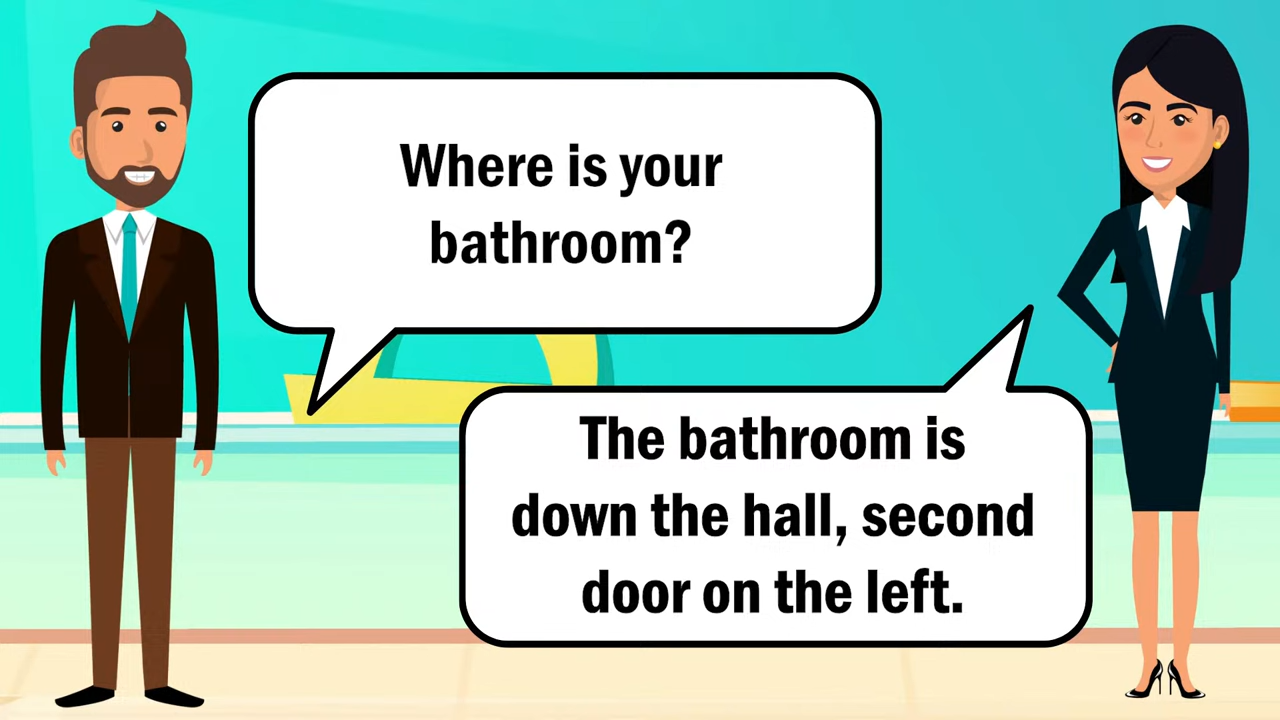 Where is your
bathroom?
The bathroom is
down the hall, second
door on the left.